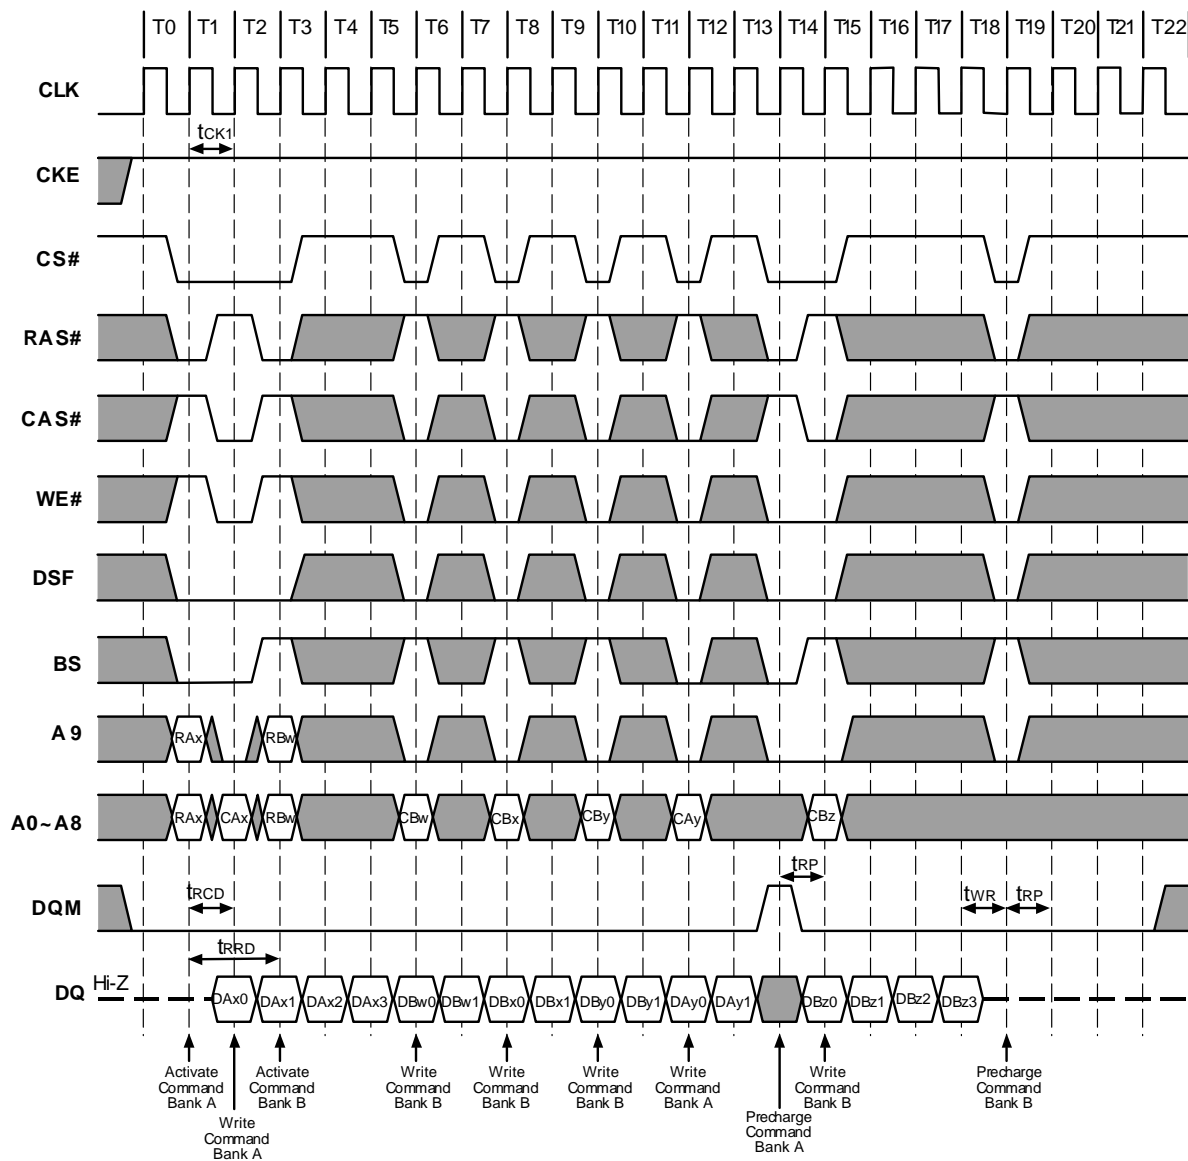 T0 T1 T2 T3 T4 T5 T6 T7 T8 T9 T10 T11 T12 T13 T14 T15 T16 T17 T18 T19 T20 T21 T22
CLK
tCK1
CKE
CS#
RAS#
CAS#
WE#
DSF
BS
A9 RAx RBw
A0~A8 RAx CAx RBw CBw CBx CBy CAy CBz
tRP
DQM tRCD tWR tRP
tRRD
DQ Hi-Z DAx0 DAx1 DAx2 DAx3 DBw0 DBw1 DBx0 DBx1 DBy0 DBy1 DAy0 DAy1 DBz0 DBz1 DBz2 DBz3
Activate
Command
Bank A
Write
Command
Bank A
Activate
Command
Bank B
Write
Command
Bank B
Write
Command
Bank B
Write
Command
Bank B
Write
Command
Bank A
Precharge
Command
Bank A
Write
Command
Bank B
Precharge
Command
Bank B